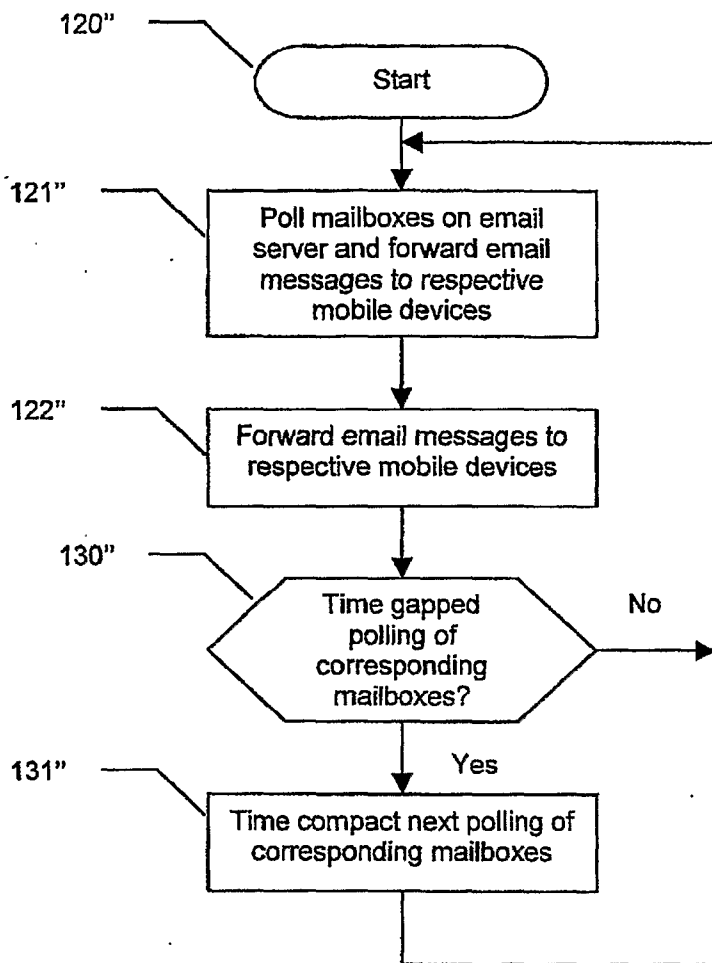 120"
Start
121"
Poll mailboxes on email
server and forward email
messages to respective
mobile devices
122"
Forward email messages to
respective mobile devices
130"
Time gapped
polling of
corresponding
mailboxes?
No
Yes
131"
Time compact next polling of
corresponding mailboxes